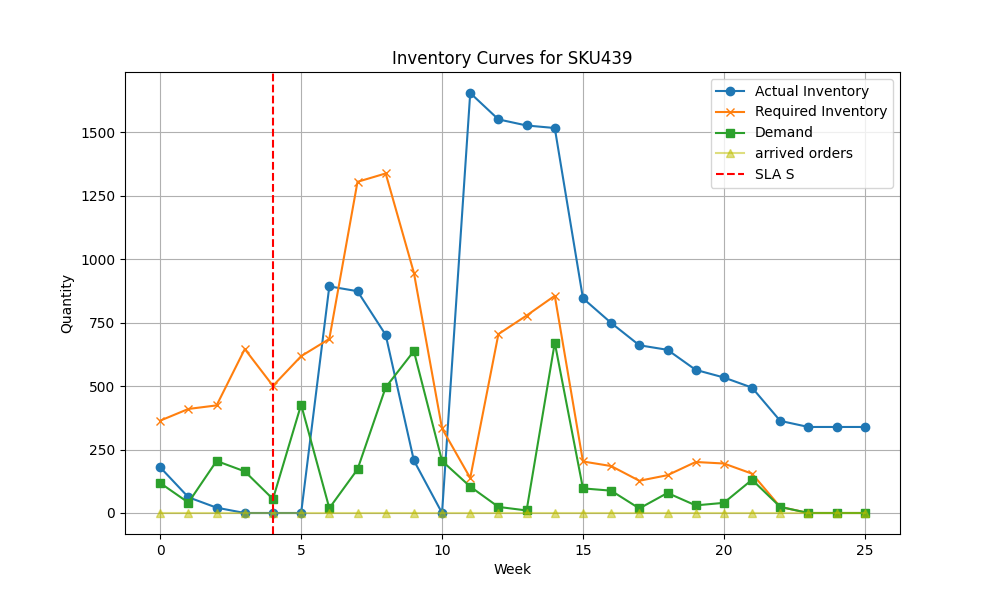 Inventory Curves for SKU439
Actual Inventory
Required Inventory
Demand
arrived orders
SLA S
Quantity
1500
1250
1000
750
500
250
0
0 5 10 15 20 25
Week